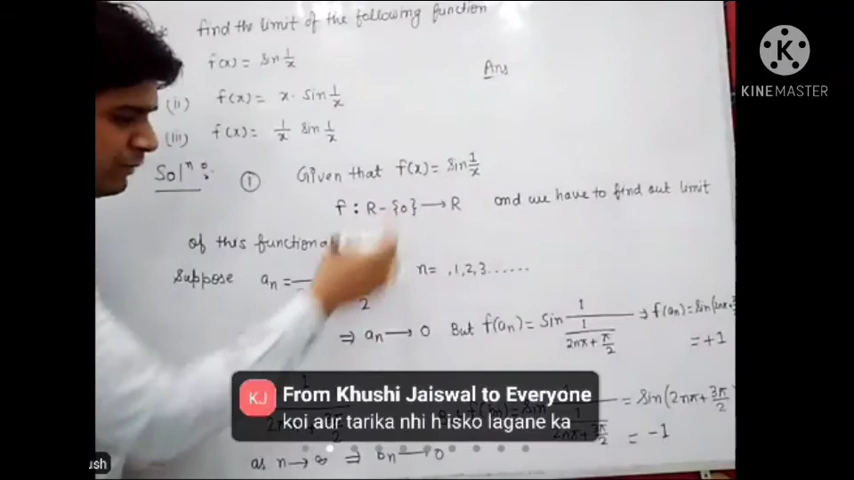 find the limit of the following function
f(x) = sin 1/x
(ii) f(x) = x. sin 1/x
(iii) f(x) = 1/x sin 1/x
Ans
Solⁿ:
① Given that f(x) = sin 1/x
f : R-{0} → R and we have to find out limit
of this function
Suppose aₙ = n= ,1,2,3......
2
⇒ aₙ → 0 But f(aₙ) = Sin 1/(1/(2nπ+π/2)) ⇒ f(aₙ) = sin(2nπ
= +1
= sin(2nπ+3π/2)
= -1
as n→∞ ⇒ bₙ → 0
KINEMASTER
KJ
From Khushi Jaiswal to Everyone
koi aur tarika nhi h isko lagane ka
ush